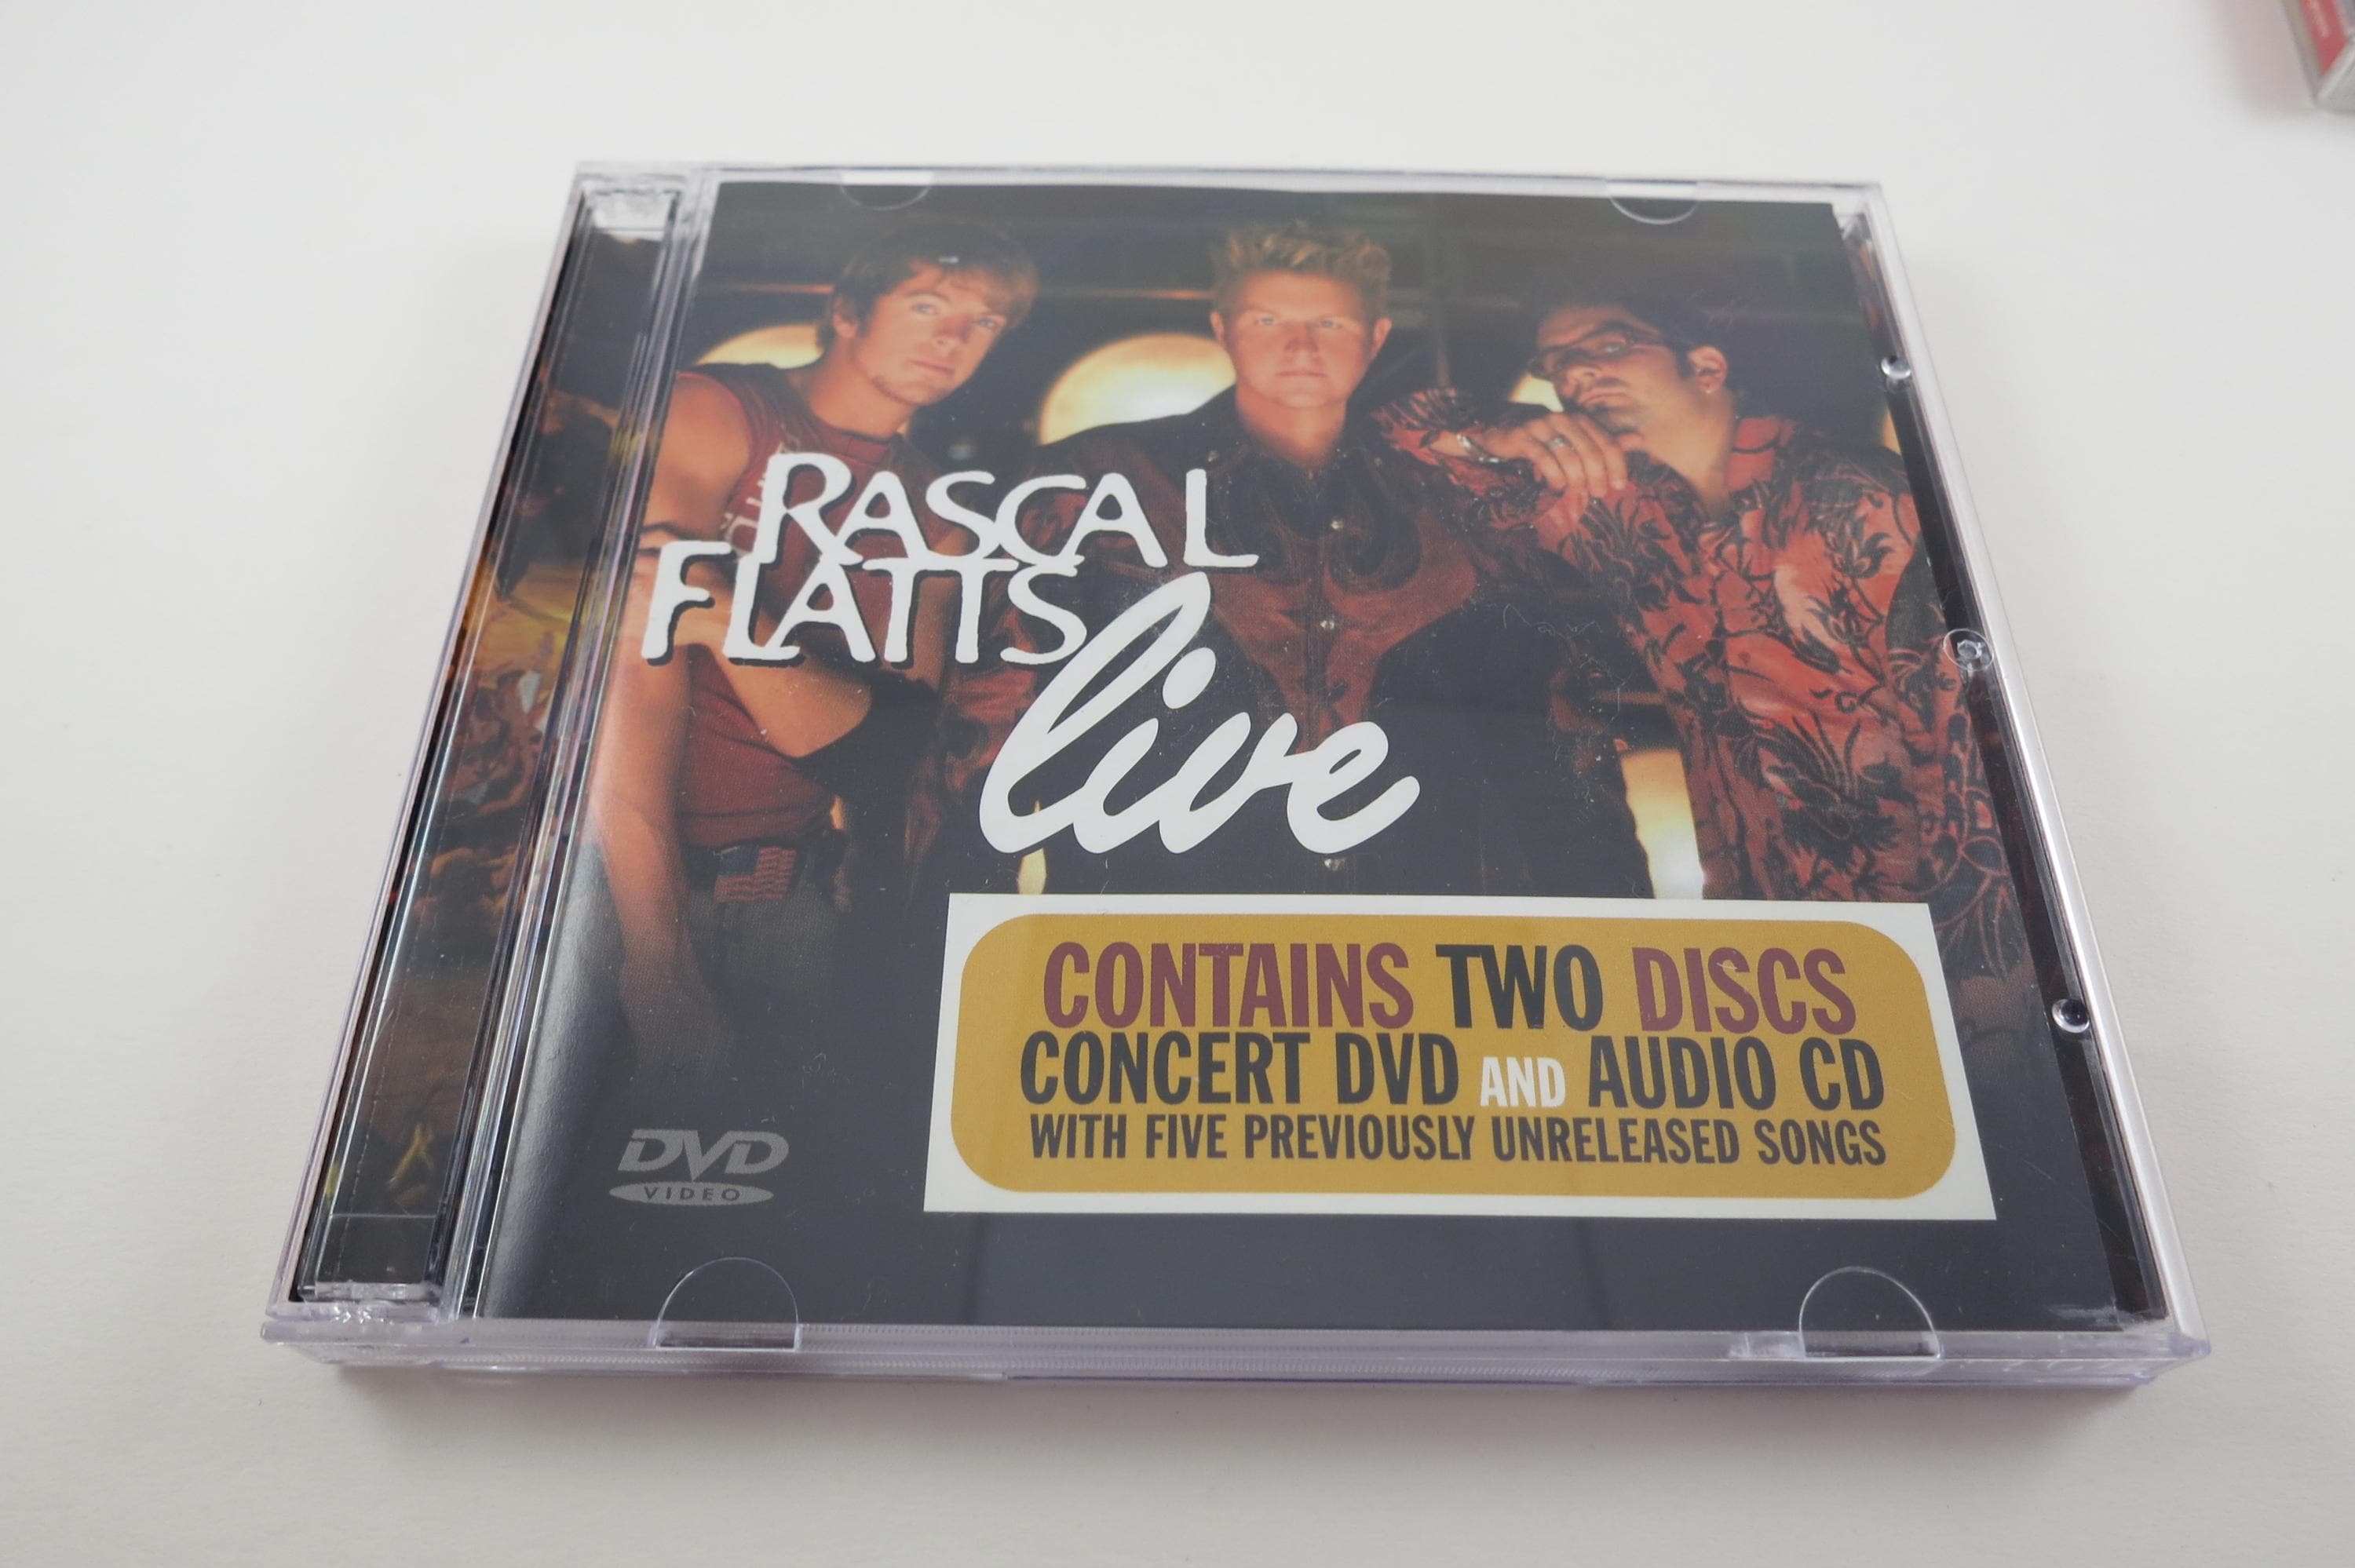 RASCAL
FLATTS
live
CONTAINS TWO DISCS
CONCERT DVD AND AUDIO CD
WITH FIVE PREVIOUSLY UNRELEASED SONGS
DVD
VIDEO